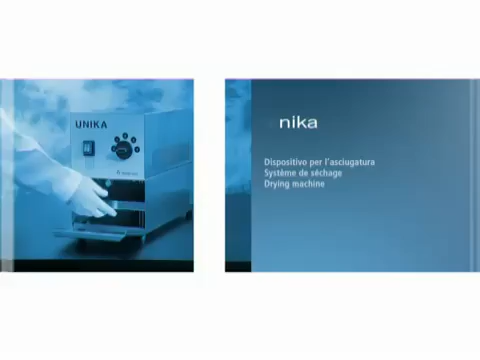 UNIKA
nika
Dispositivo per l'asciugatura
Système de séchage
Drying machine